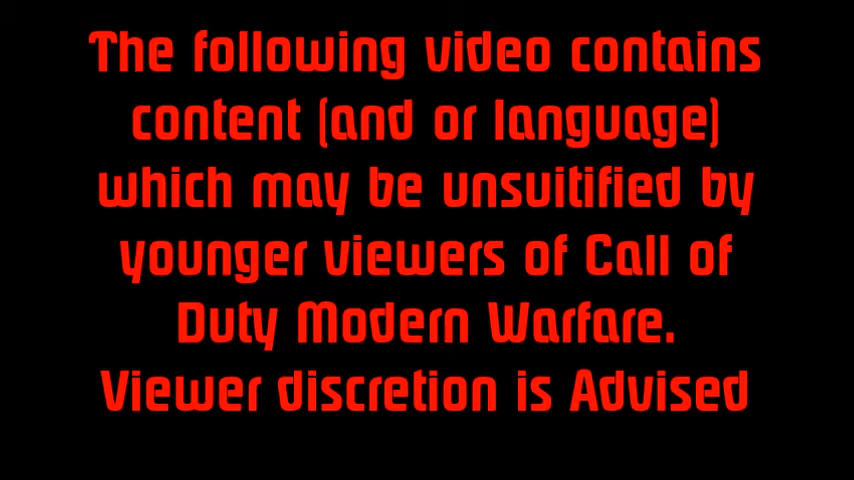 The following video contains
content (and or language)
which may be unsuitified by
younger viewers of Call of
Duty Modern Warfare.
Viewer discretion is Advised